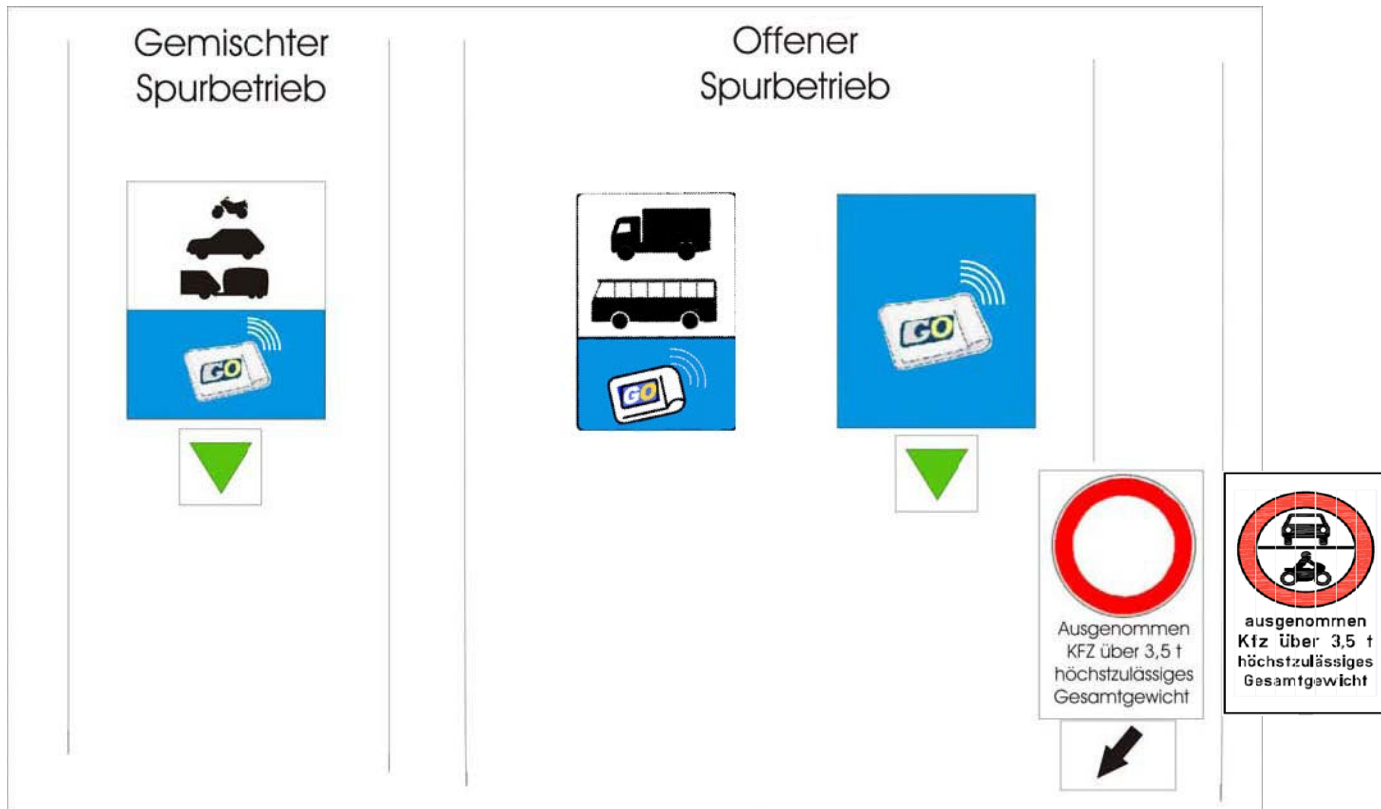 Gemischter
Spurbetrieb
Offener
Spurbetrieb
GO
GO
GO
Ausgenommen
KFZ über 3,5 t
höchstzulässiges
Gesamtgewicht
ausgenommen
Kfz über 3,5 t
höchstzulässiges
Gesamtgewicht